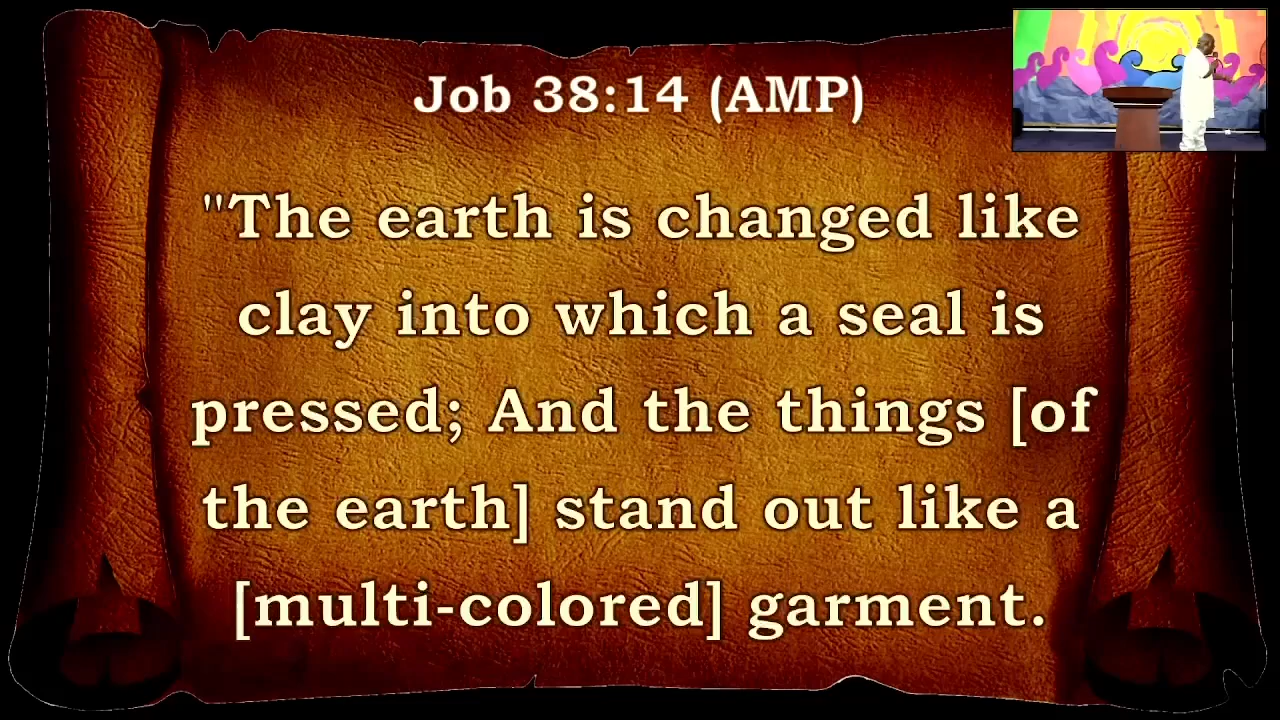 Job 38:14 (AMP)
"The earth is changed like
clay into which a seal is
pressed; And the things [of
the earth] stand out like a
[multi-colored] garment.